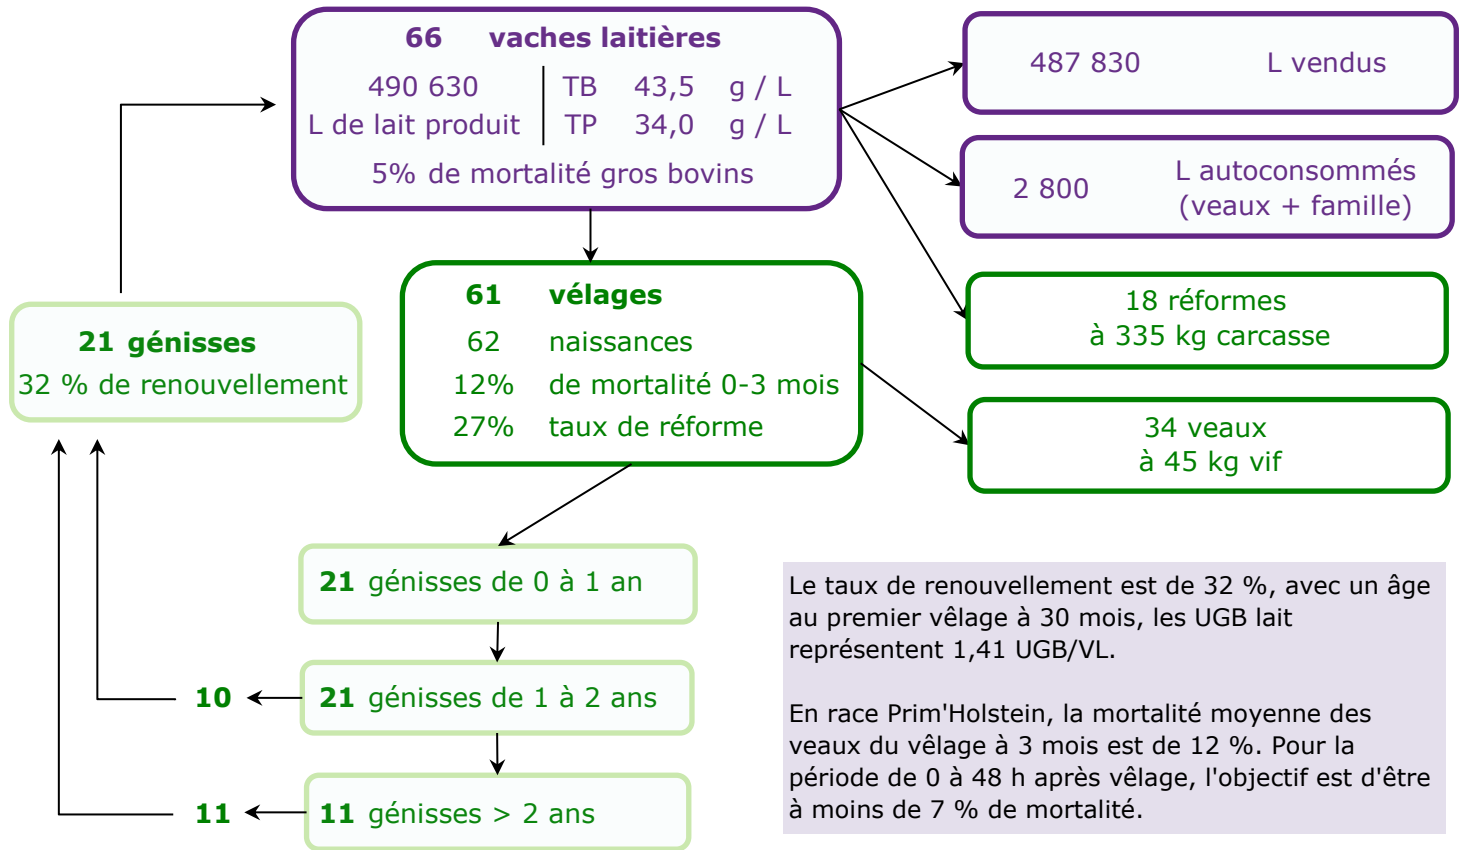 66 vaches laitières
490 630
L de lait produit
TB 43,5 g / L
TP 34,0 g / L
5% de mortalité gros bovins
487 830 L vendus
2 800 L autoconsommés
(veaux + famille)
61 vélages
62 naissances
12% de mortalité 0-3 mois
27% taux de réforme
18 réformes
à 335 kg carcasse
34 veaux
à 45 kg vif
21 génisses
32 % de renouvellement
21 génisses de 0 à 1 an
10
21 génisses de 1 à 2 ans
11
11 génisses > 2 ans
Le taux de renouvellement est de 32 %, avec un âge
au premier vêlage à 30 mois, les UGB lait
représentent 1,41 UGB/VL.
En race Prim'Holstein, la mortalité moyenne des
veaux du vêlage à 3 mois est de 12 %. Pour la
période de 0 à 48 h après vêlage, l'objectif est d'être
à moins de 7 % de mortalité.